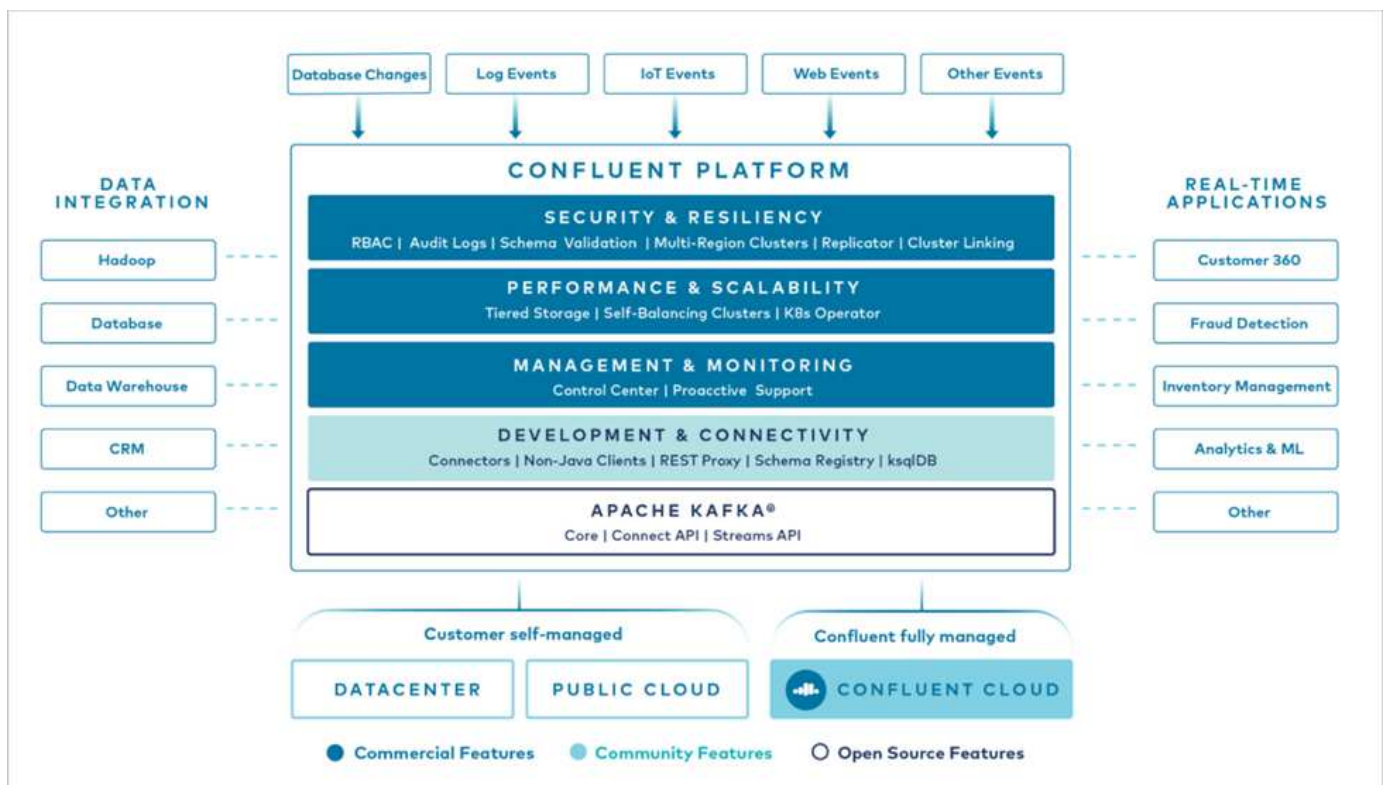 Database Changes
Log Events
IoT Events
Web Events
Other Events
CONFLUENT PLATFORM
DATA
INTEGRATION
Hadoop
Database
Data Warehouse
CRM
Other
SECURITY & RESILIENCY
RBAC | Audit Logs | Schema Validation | Multi-Region Clusters | Replicator | Cluster Linking
PERFORMANCE & SCALABILITY
Tiered Storage | Self-Balancing Clusters | K8s Operator
MANAGEMENT & MONITORING
Control Center | Proacctive Support
DEVELOPMENT & CONNECTIVITY
Connectors | Non-Java Clients | REST Proxy | Schema Registry | ksqlDB
APACHE KAFKA®
Core | Connect API | Streams API
REAL-TIME
APPLICATIONS
Customer 360
Fraud Detection
Inventory Management
Analytics & ML
Other
Customer self-managed
Confluent fully managed
DATACENTER
PUBLIC CLOUD
CONFLUENT CLOUD
Commercial Features
Community Features
Open Source Features